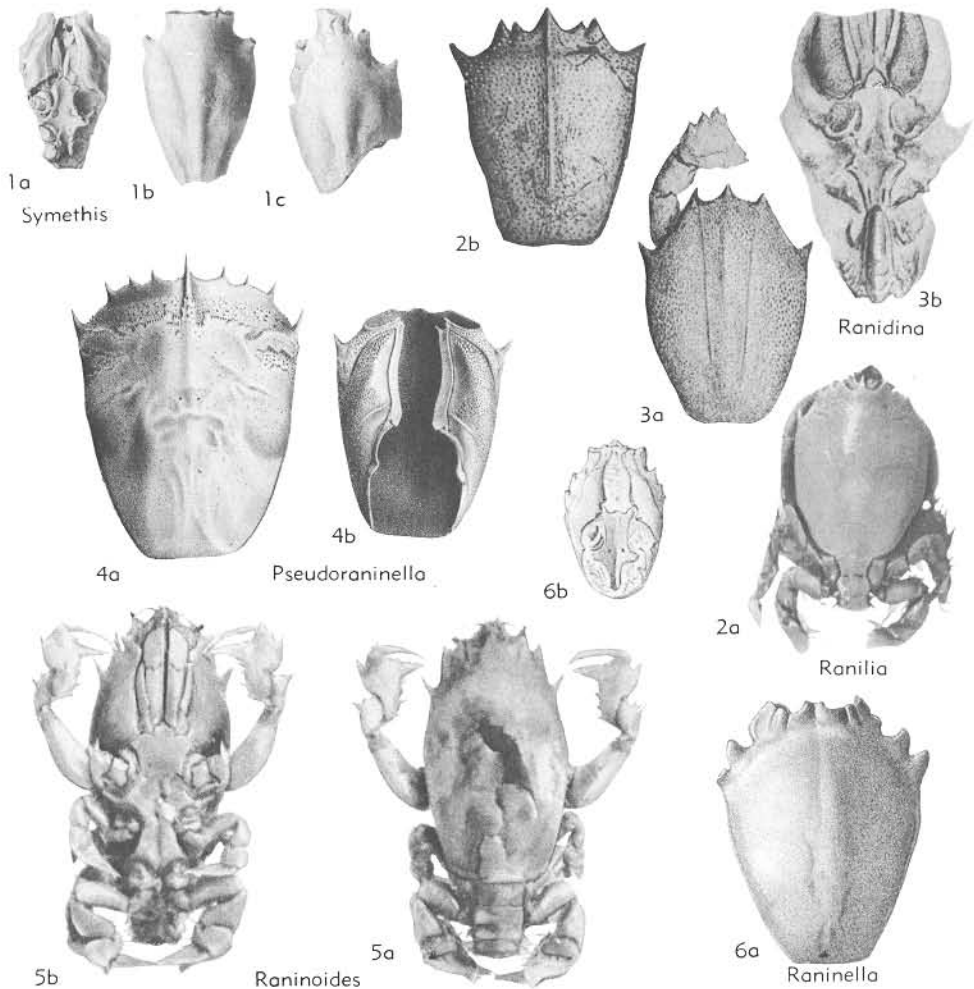 1a
1b
1c
Symethis
2b
3b
Ranidina
3a
4a
4b
Pseudoraninella
6b
2a
Ranilia
5b
Raninoides
5a
6a
Raninella